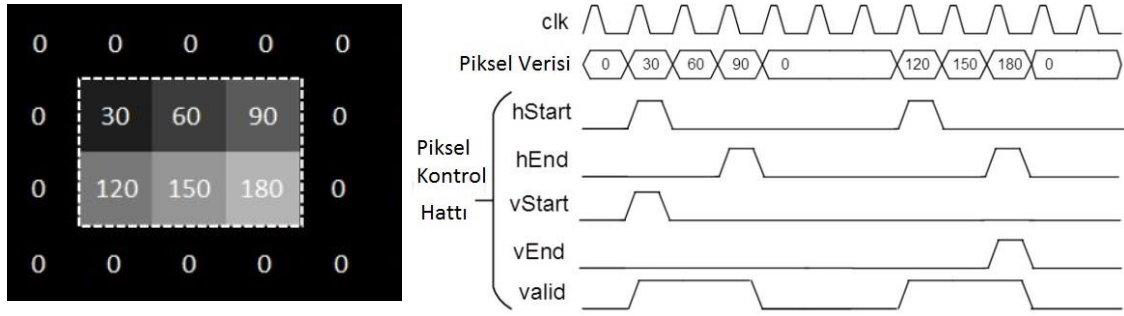 0 0 0 0 0
0 30 60 90 0
0 120 150 180 0
0 0 0 0 0
clk
Piksel Verisi 0 30 60 90 0 120 150 180 0
Piksel
Kontrol
Hattı
hStart
hEnd
vStart
vEnd
valid